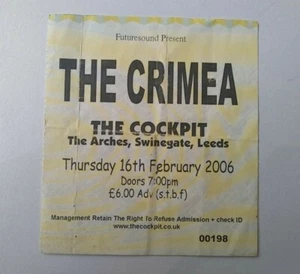 Futuresound Present
THE CRIMEA
THE COCKPIT
The Arches, Swinegate, Leeds
Thursday 16th February 2006
Doors 7:00pm
£6.00 Adv (s.t.b.f)
Management Retain The Right To Refuse Admission + check ID
www.thecockpit.co.uk
00198